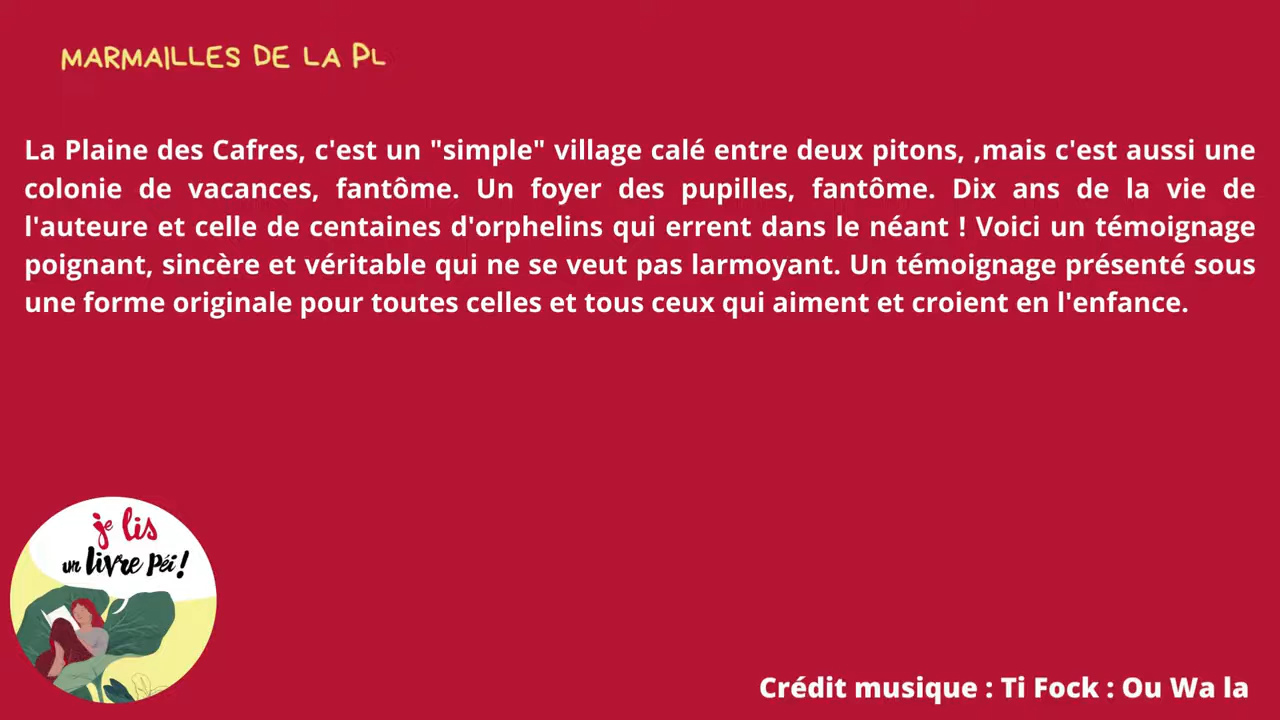 MARMAILLES DE LA PL
La Plaine des Cafres, c'est un "simple" village calé entre deux pitons, ,mais c'est aussi une
colonie de vacances, fantôme. Un foyer des pupilles, fantôme. Dix ans de la vie de
l'auteure et celle de centaines d'orphelins qui errent dans le néant ! Voici un témoignage
poignant, sincère et véritable qui ne se veut pas larmoyant. Un témoignage présenté sous
une forme originale pour toutes celles et tous ceux qui aiment et croient en l'enfance.
je lis
un livre péi !
Crédit musique : Ti Fock : Ou Wa la